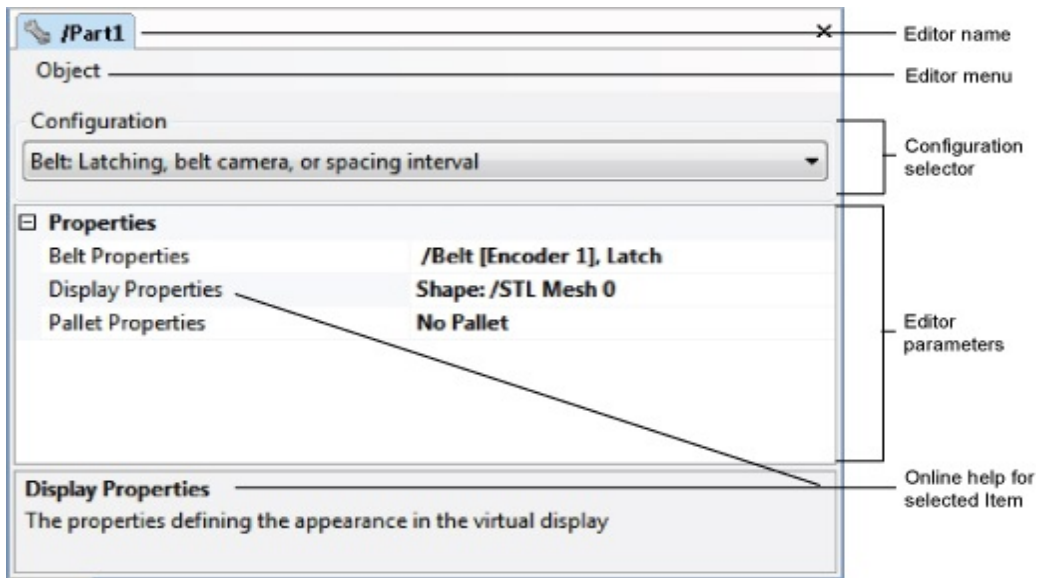 /Part1
Editor name
Object
Editor menu
Configuration
Belt: Latching, belt camera, or spacing interval
Configuration
selector
Properties
Belt Properties /Belt [Encoder 1], Latch
Display Properties Shape: /STL Mesh 0
Pallet Properties No Pallet
Editor
parameters
Display Properties
The properties defining the appearance in the virtual display
Online help for
selected Item